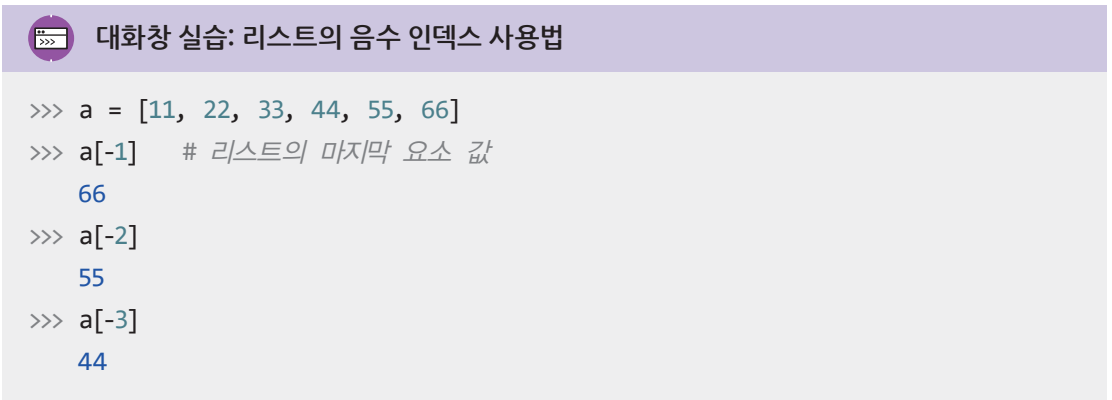 >>>
대화창 실습: 리스트의 음수 인덱스 사용법
>>> a = [11, 22, 33, 44, 55, 66]
>>> a[-1]   # 리스트의 마지막 요소 값
    66
>>> a[-2]
    55
>>> a[-3]
    44